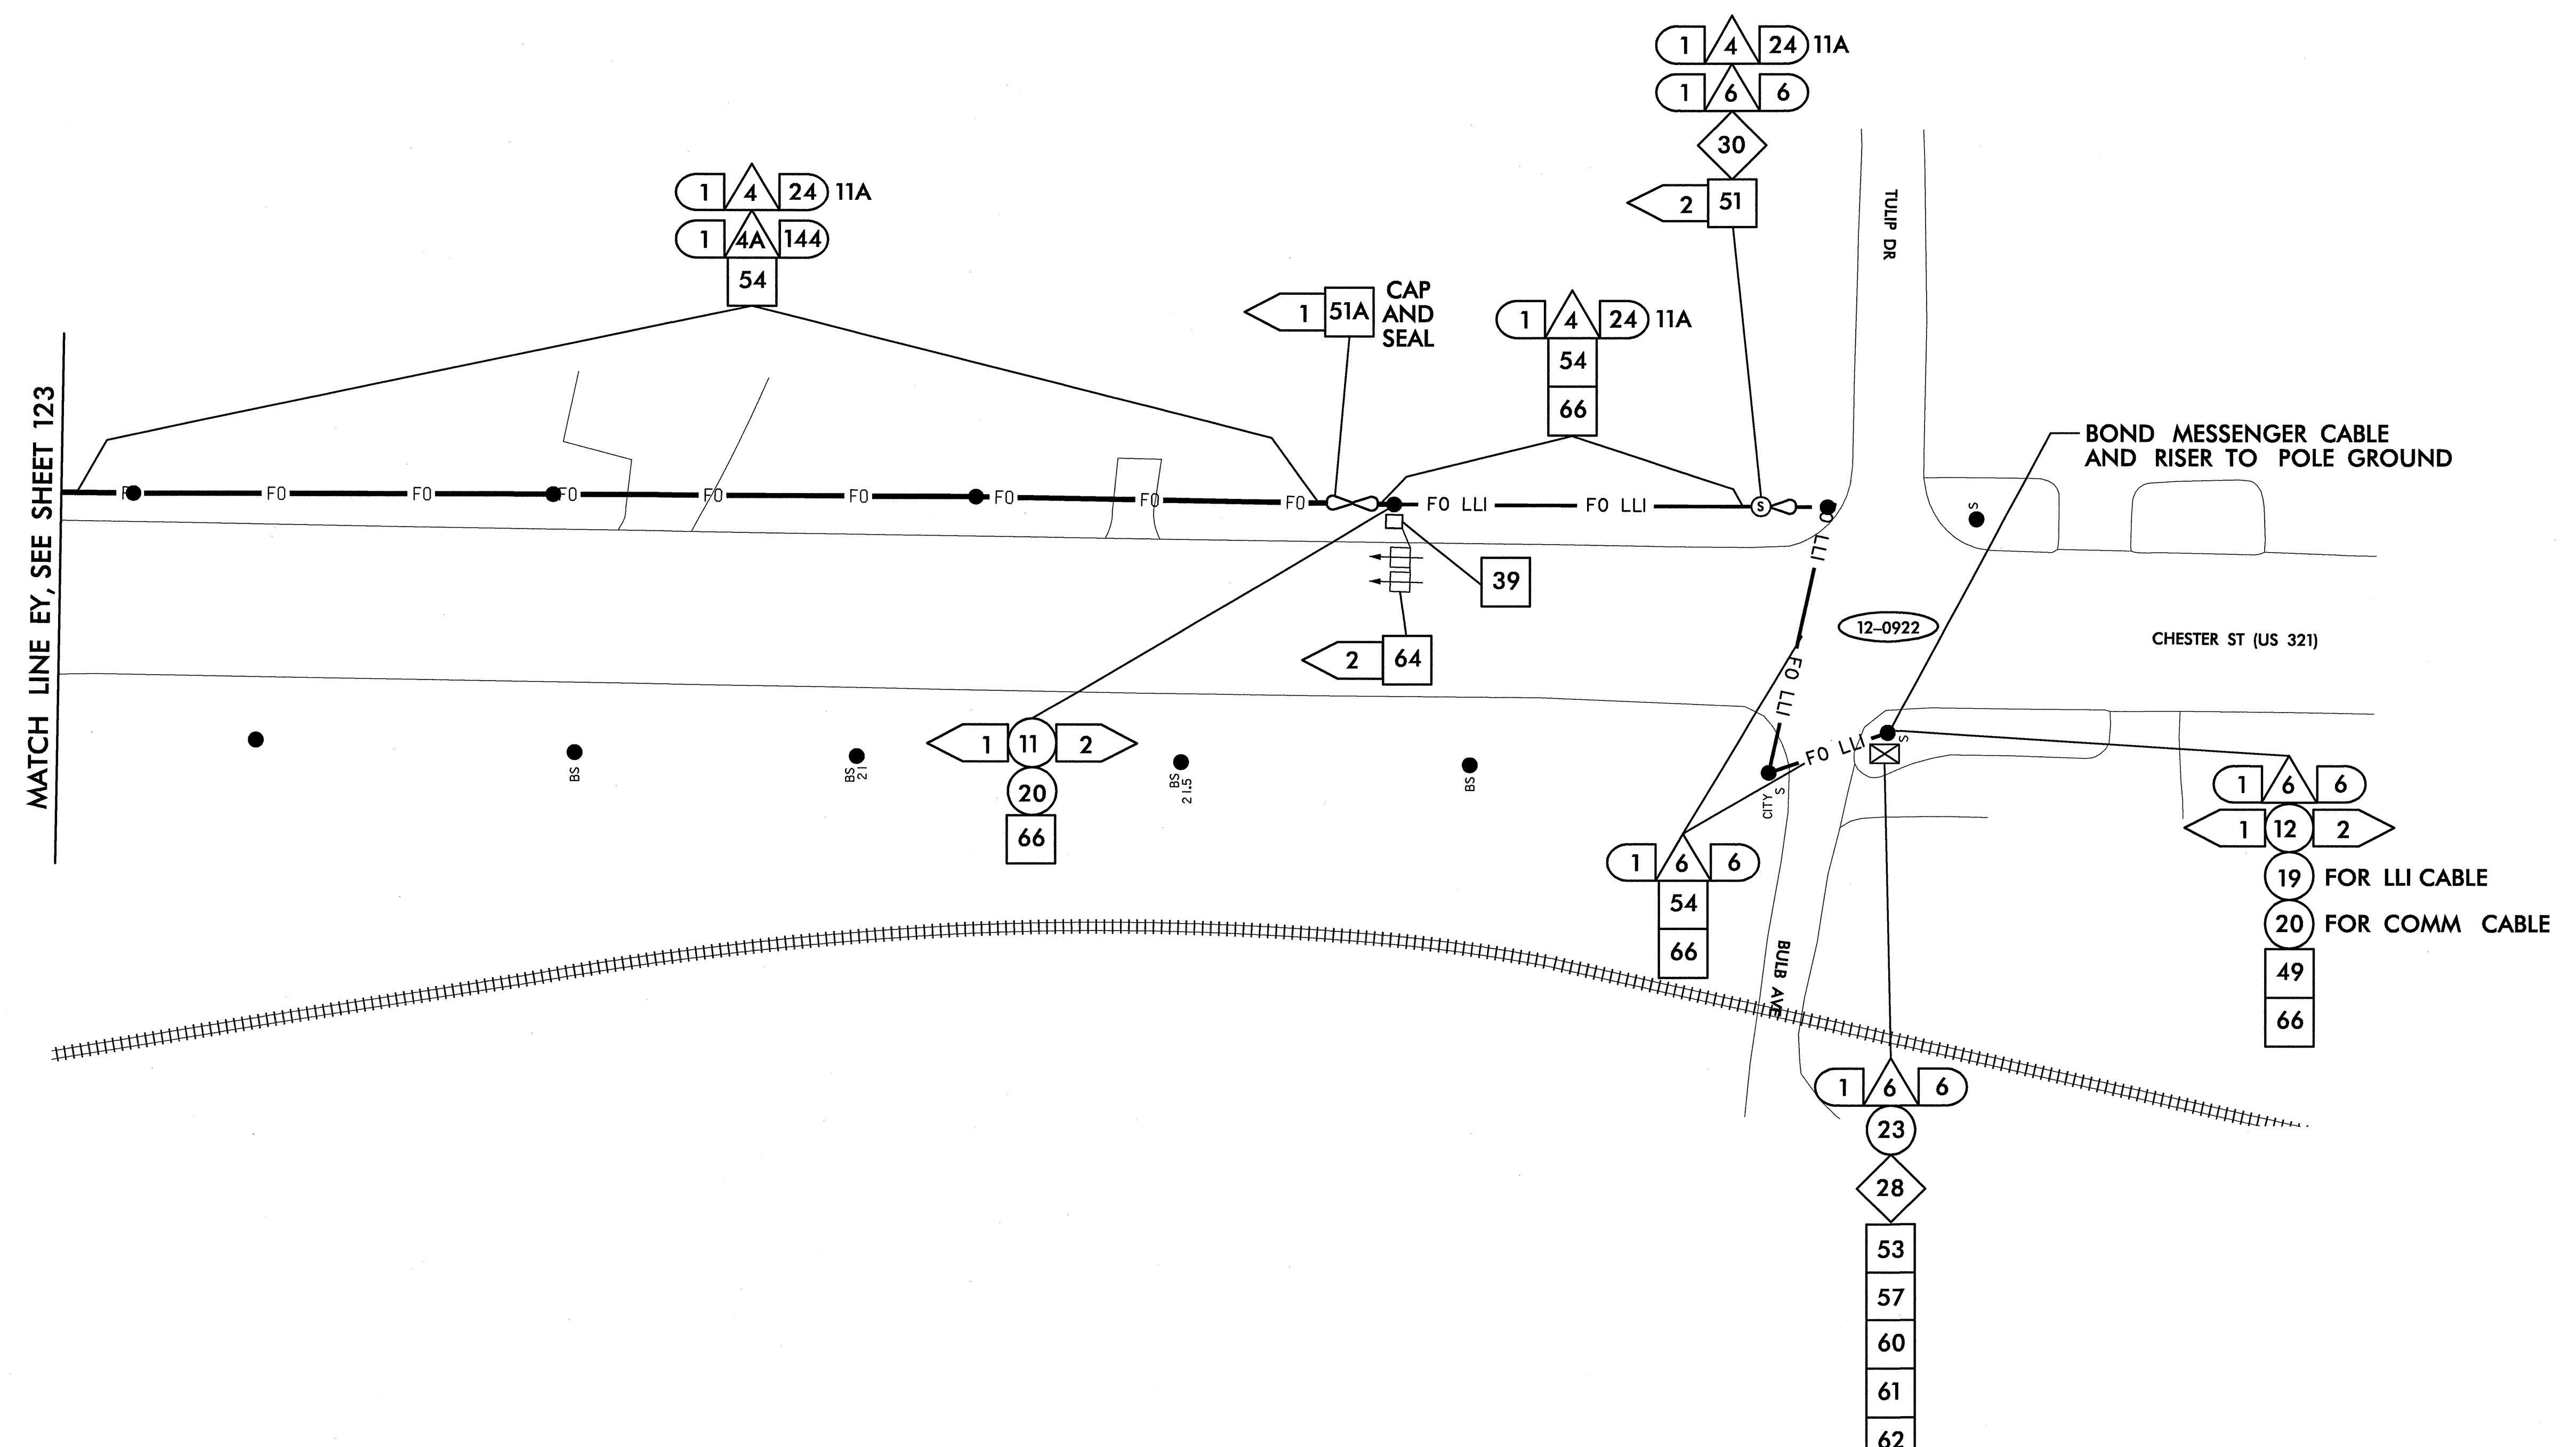 1 4 24 11A
1 6 6
30
2 51
1 4 24 11A
1 4A 144
54
1 51A CAP
AND
SEAL
1 4 24 11A
54
66
TULIP DR
MATCH LINE EY, SEE SHEET 123
BOND MESSENGER CABLE
AND RISER TO POLE GROUND
FO FO FO FO FO FO FO FO FO
FO LLI FO LLI
S
S
FO LLI
39
2 64
12-0922
CHESTER ST (US 321)
FO LLI
FO LLI
S
CITY
S
BS
BS
21
BS
21.5
BS
1 11 2
20
66
1 6 6
54
66
BULB AVE
1 6 6
1 12 2
19 FOR LLI CABLE
20 FOR COMM CABLE
49
66
1 6 6
23
28
53
57
60
61
62